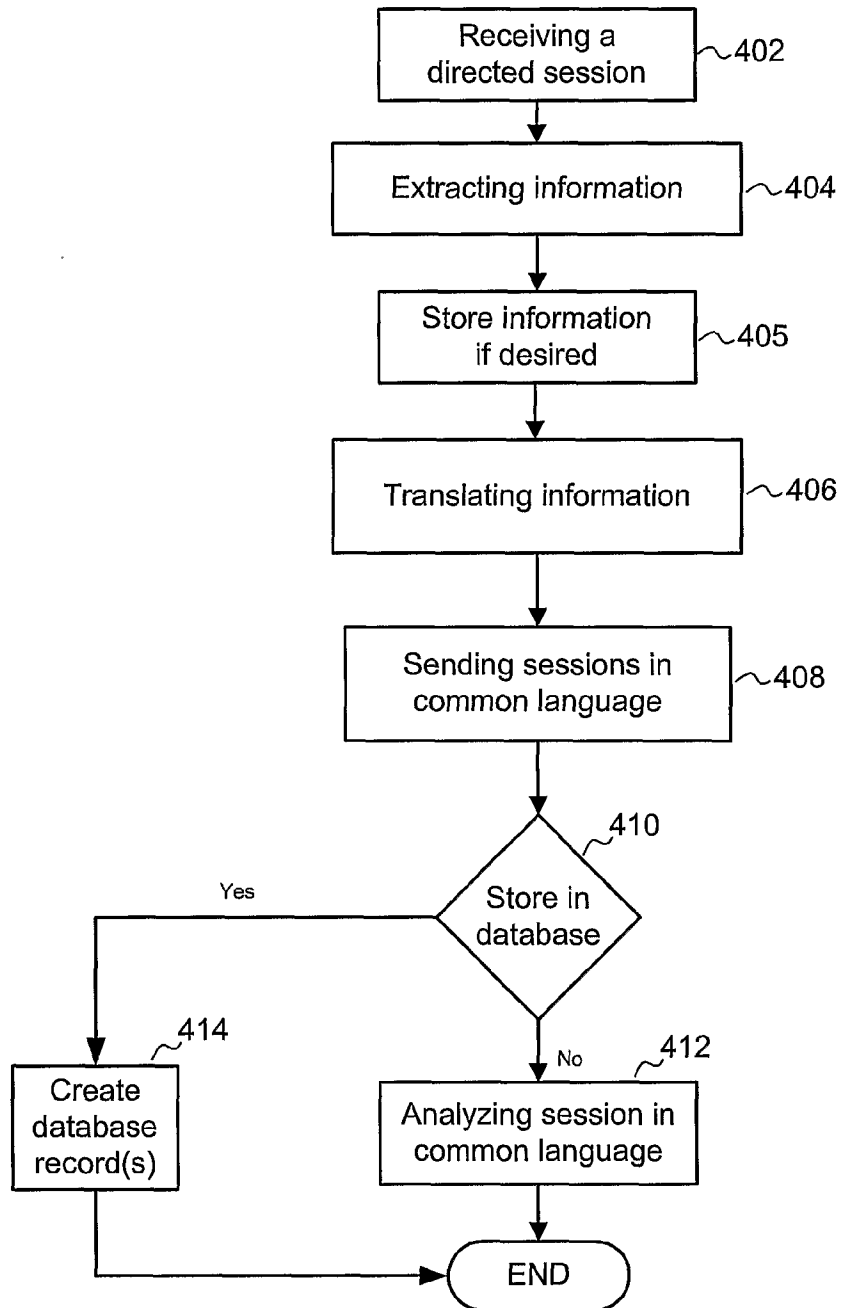 Receiving a
directed session
402
Extracting information
404
Store information
if desired
405
Translating information
406
Sending sessions in
common language
408
410
Store in
database
Yes
No
414
Create
database
record(s)
412
Analyzing session in
common language
END